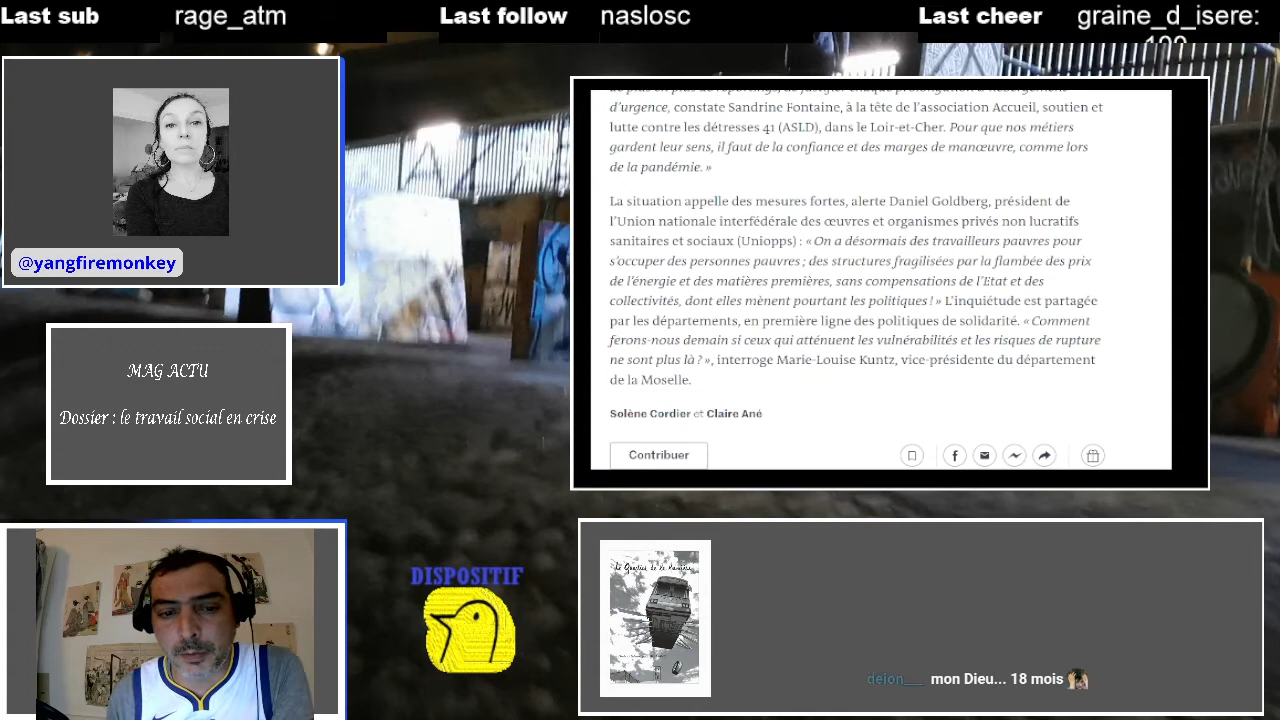 Last sub rage_atm Last follow naslosc Last cheer graine_d_isere:
@yangfiremonkey
MAG ACTU
Dossier : le travail social en crise
d'urgence, constate Sandrine Fontaine, à la tête de l'association Accueil, soutien et
lutte contre les détresses 41 (ASLD), dans le Loir-et-Cher. Pour que nos métiers
gardent leur sens, il faut de la confiance et des marges de manœuvre, comme lors
de la pandémie. »
La situation appelle des mesures fortes, alerte Daniel Goldberg, président de
l'Union nationale interfédérale des œuvres et organismes privés non lucratifs
sanitaires et sociaux (Uniopps) : « On a désormais des travailleurs pauvres pour
s'occuper des personnes pauvres ; des structures fragilisées par la flambée des prix
de l'énergie et des matières premières, sans compensations de l'Etat et des
collectivités, dont elles mènent pourtant les politiques ! » L'inquiétude est partagée
par les départements, en première ligne des politiques de solidarité. « Comment
ferons-nous demain si ceux qui atténuent les vulnérabilités et les risques de rupture
ne sont plus là ? », interroge Marie-Louise Kuntz, vice-présidente du département
de la Moselle.
Solène Cordier et Claire Ané
Contribuer
DISPOSITIF
deion___ mon Dieu... 18 mois